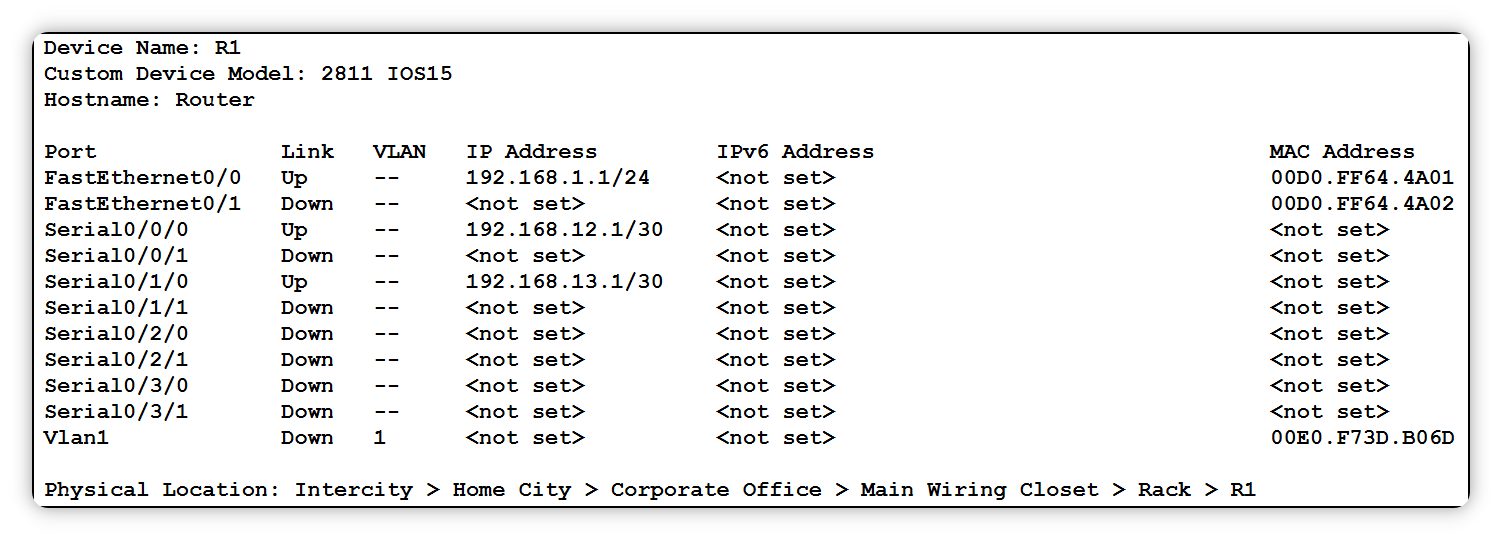 Device Name: R1
Custom Device Model: 2811 IOS15
Hostname: Router
Port Link VLAN IP Address IPv6 Address MAC Address
FastEthernet0/0 Up -- 192.168.1.1/24 <not set> 00D0.FF64.4A01
FastEthernet0/1 Down -- <not set> <not set> 00D0.FF64.4A02
Serial0/0/0 Up -- 192.168.12.1/30 <not set> <not set>
Serial0/0/1 Down -- <not set> <not set> <not set>
Serial0/1/0 Up -- 192.168.13.1/30 <not set> <not set>
Serial0/1/1 Down -- <not set> <not set> <not set>
Serial0/2/0 Down -- <not set> <not set> <not set>
Serial0/2/1 Down -- <not set> <not set> <not set>
Serial0/3/0 Down -- <not set> <not set> <not set>
Serial0/3/1 Down -- <not set> <not set> <not set>
Vlan1 Down 1 <not set> <not set> 00E0.F73D.B06D
Physical Location: Intercity > Home City > Corporate Office > Main Wiring Closet > Rack > R1